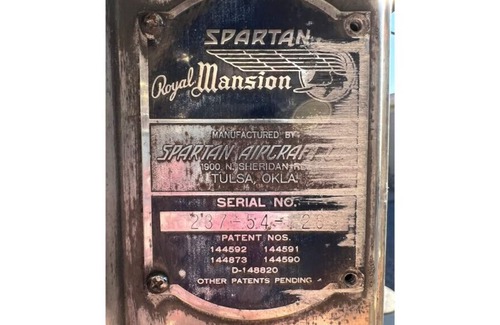 SPARTAN
Royal Mansion
MANUFACTURED BY
SPARTAN AIRCRAFT
1900 N. SHERIDAN
TULSA, OKLA.
SERIAL NO.
PATENT NOS.
144592 144591
144873 144590
D-148820
OTHER PATENTS PENDING